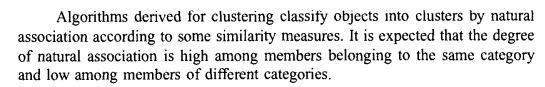 Algorithms derived for clustering classify objects into clusters by natural
association according to some similarity measures. It is expected that the degree
of natural association is high among members belonging to the same category
and low among members of different categories.